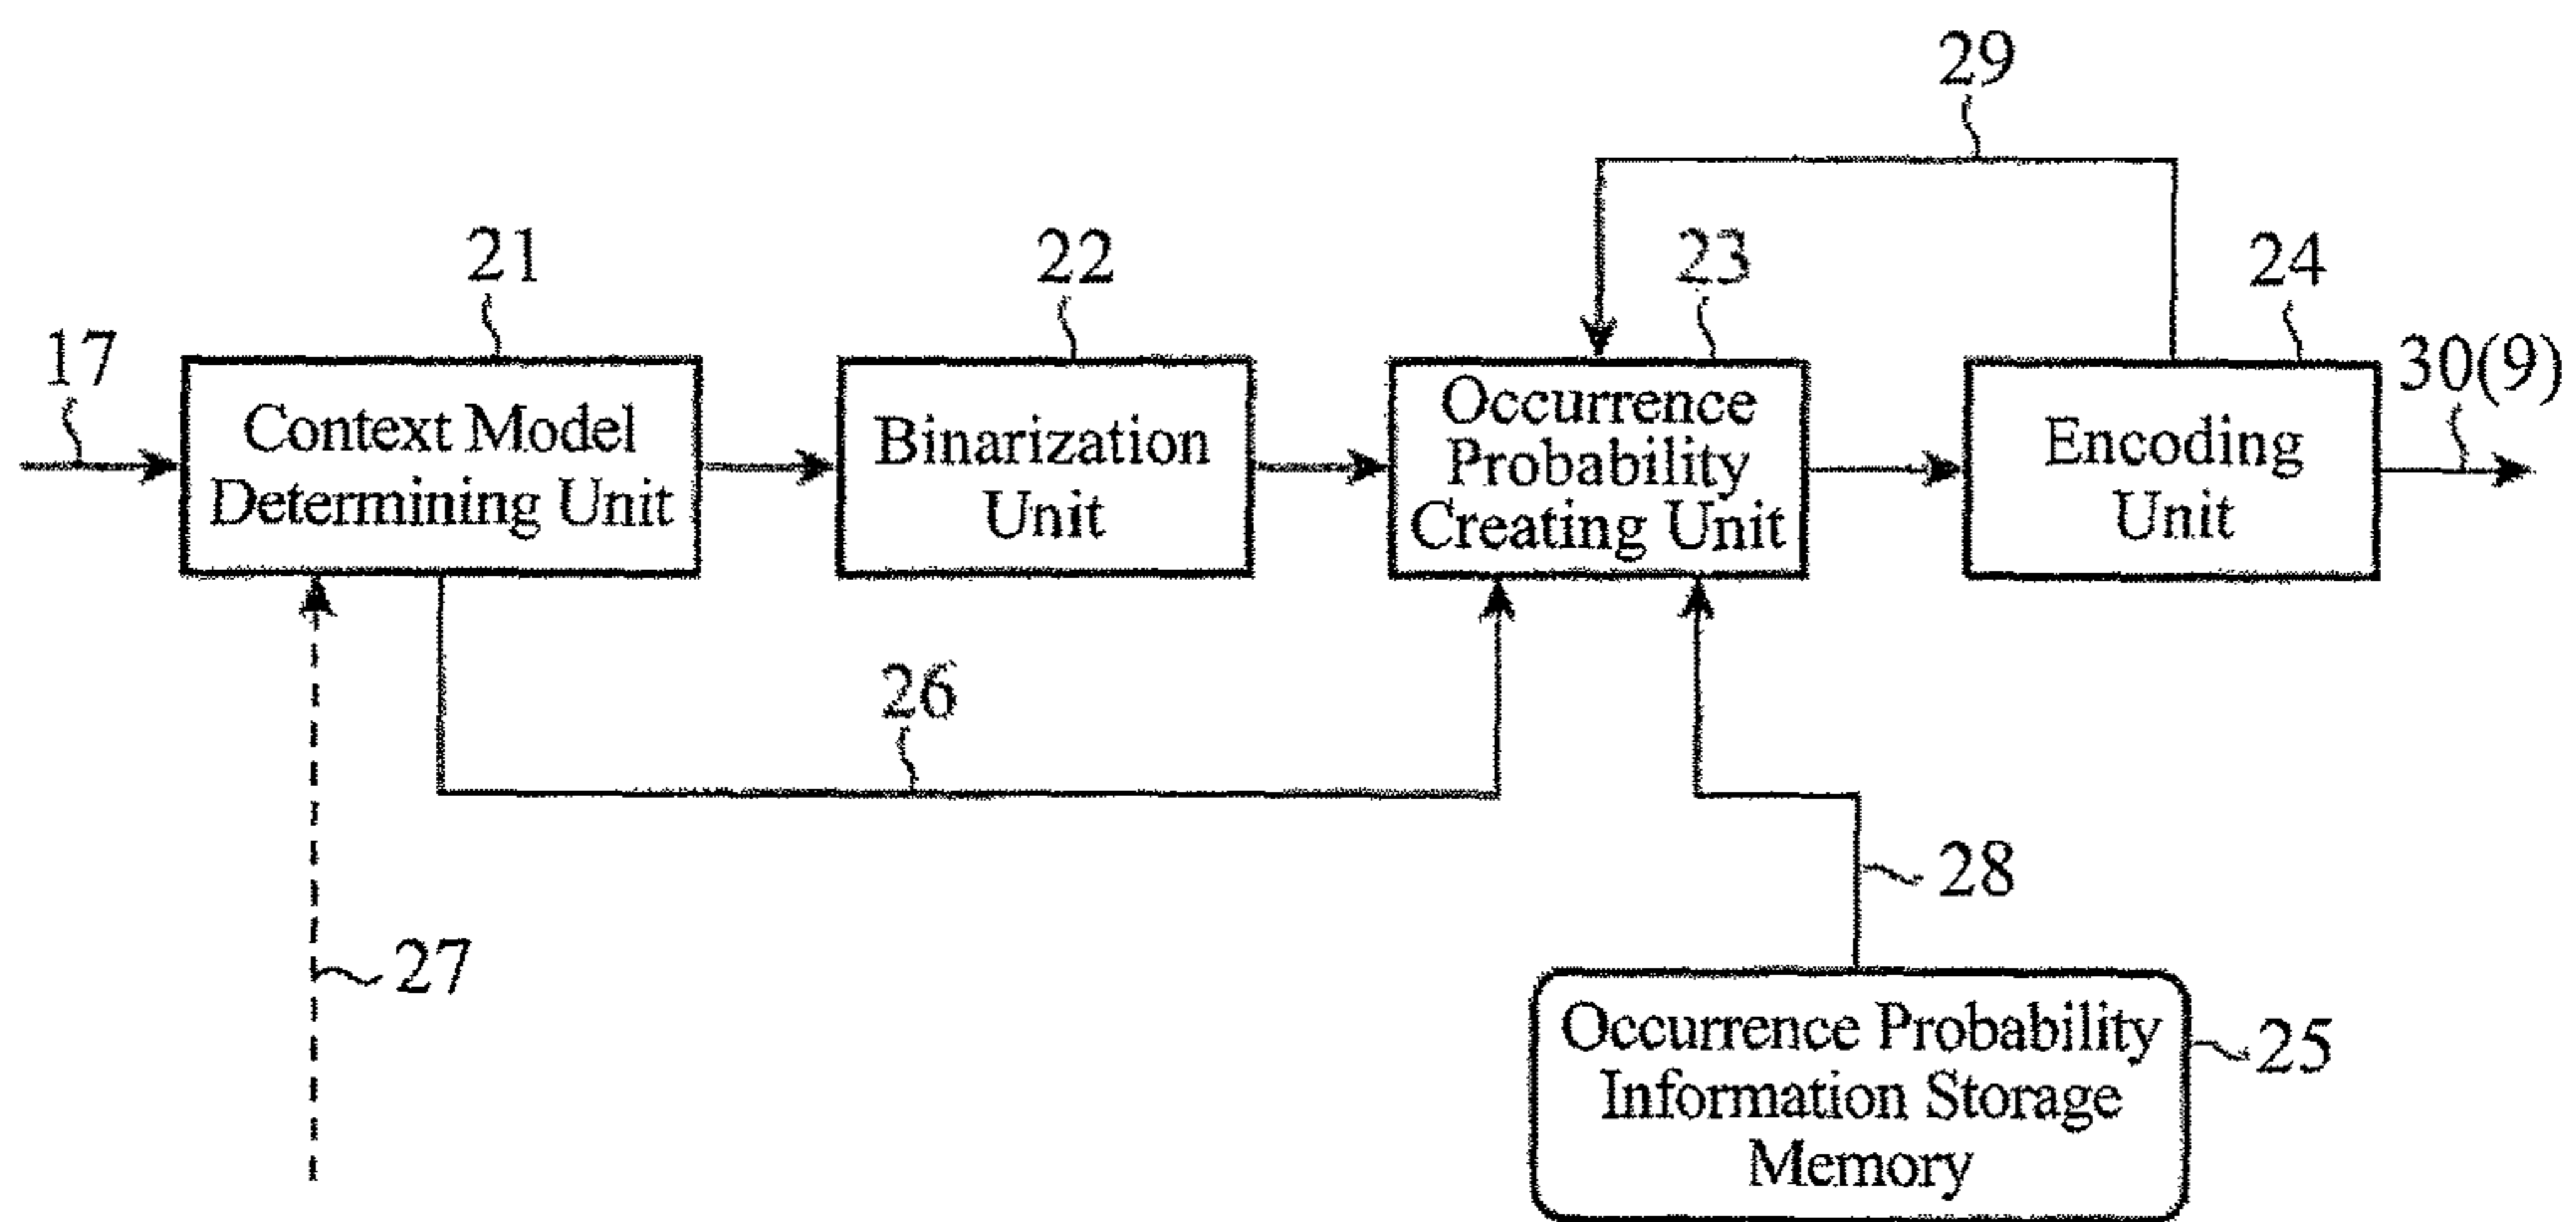 29
21
22
23
24
17
30(9)
Context Model
Determining Unit
Binarization
Unit
Occurrence
Probability
Creating Unit
Encoding
Unit
26
28
27
Occurrence Probability
Information Storage
Memory
25